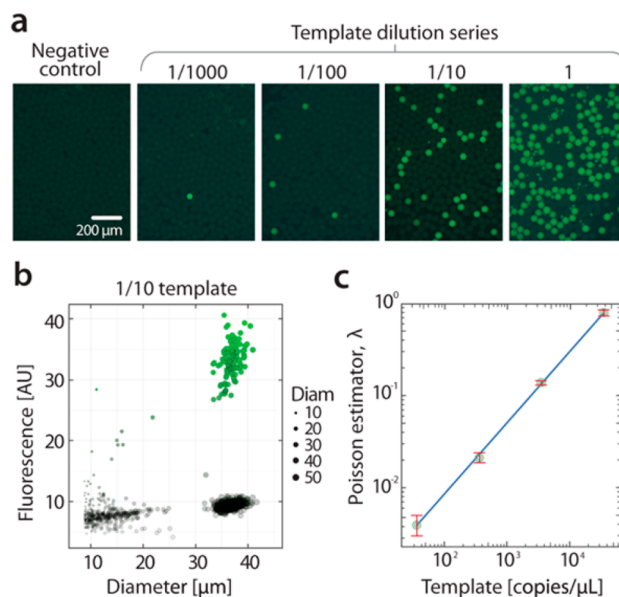 a
Template dilution series
Negative control
1/1000
1/100
1/10
1
200 μm
b
1/10 template
Fluorescence [AU]
40
30
20
10
10
20
30
40
Diameter [μm]
Diam
10
20
30
40
50
c
Poisson estimator, λ
10⁰
10⁻¹
10⁻²
10²
10³
10⁴
Template [copies/μL]